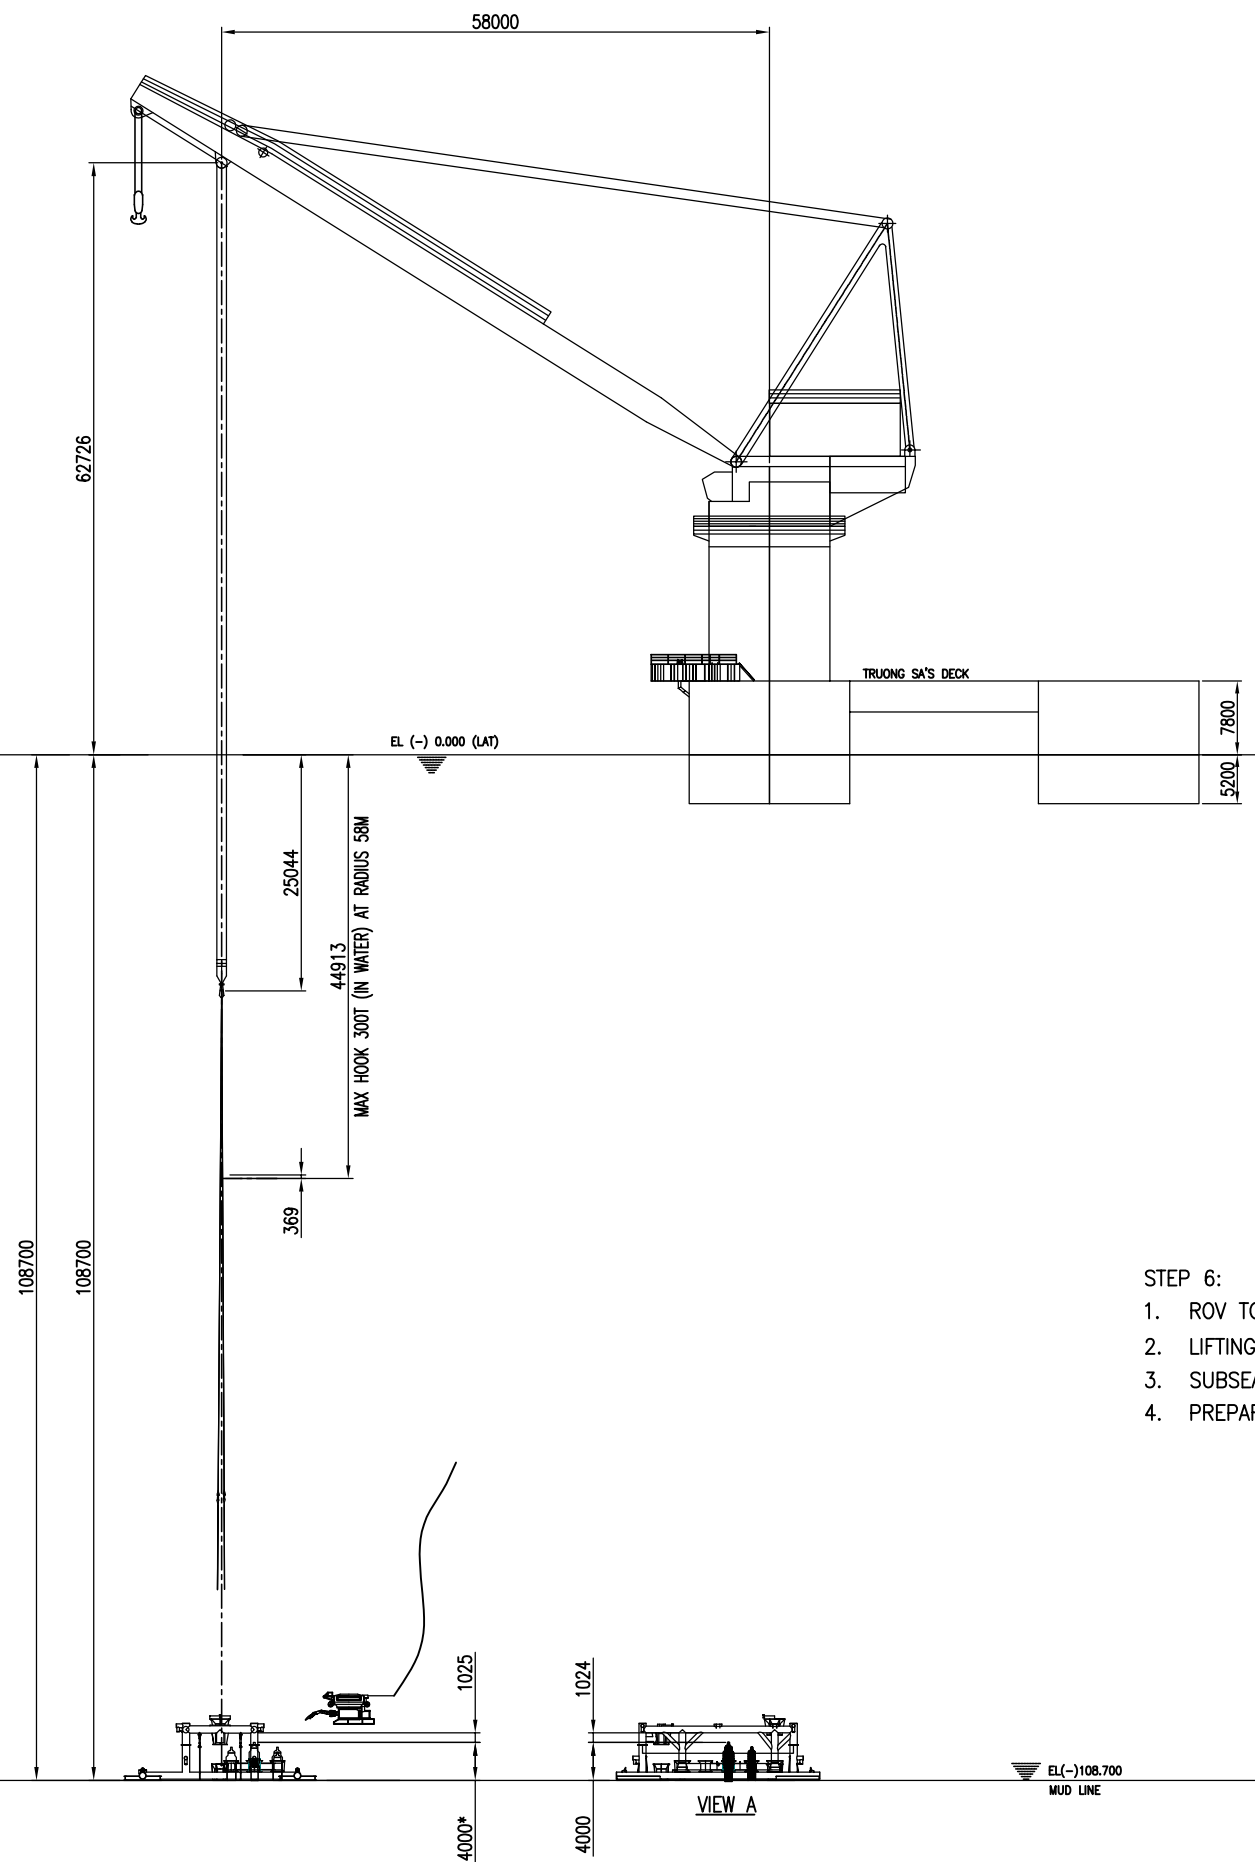 58000
62726
TRUONG SA'S DECK
7800
EL (-) 0.000 (LAT)
5200
25044
44913
MAX HOOK 300T (IN WATER) AT RADIUS 58M
369
108700
108700
STEP 6:
1. ROV
2. LIFTING
3.
4.
1025
1024
EL(-)108.700
MUD LINE
VIEW A
4000*
4000